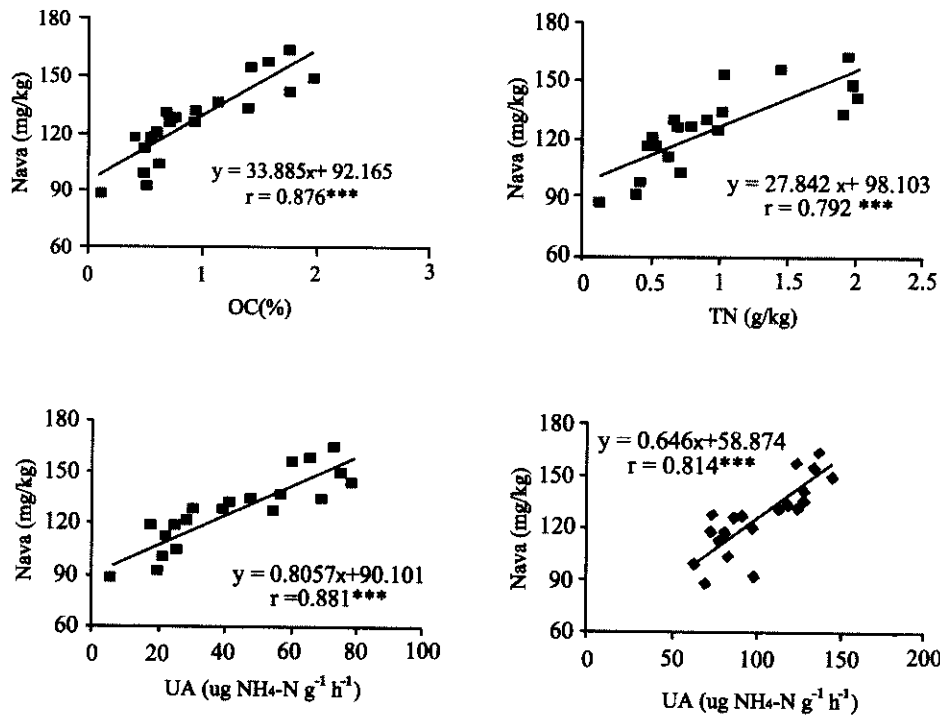 180
150
120
90
60
Nava (mg/kg)
y = 33.885x+ 92.165
r = 0.876***
0 1 2 3
OC(%)
180
150
120
90
60
Nava (mg/kg)
y = 27.842 x+ 98.103
r = 0.792 ***
0 0.5 1 1.5 2 2.5
TN (g/kg)
180
150
120
90
60
Nava (mg/kg)
y = 0.8057x+90.101
r =0.881***
0 20 40 60 80 100
UA (ug NH₄-N g⁻¹ h⁻¹)
180
150
120
90
60
Nava (mg/kg)
y = 0.646x+58.874
r = 0.814***
0 50 100 150 200
UA (ug NH₄-N g⁻¹ h⁻¹)